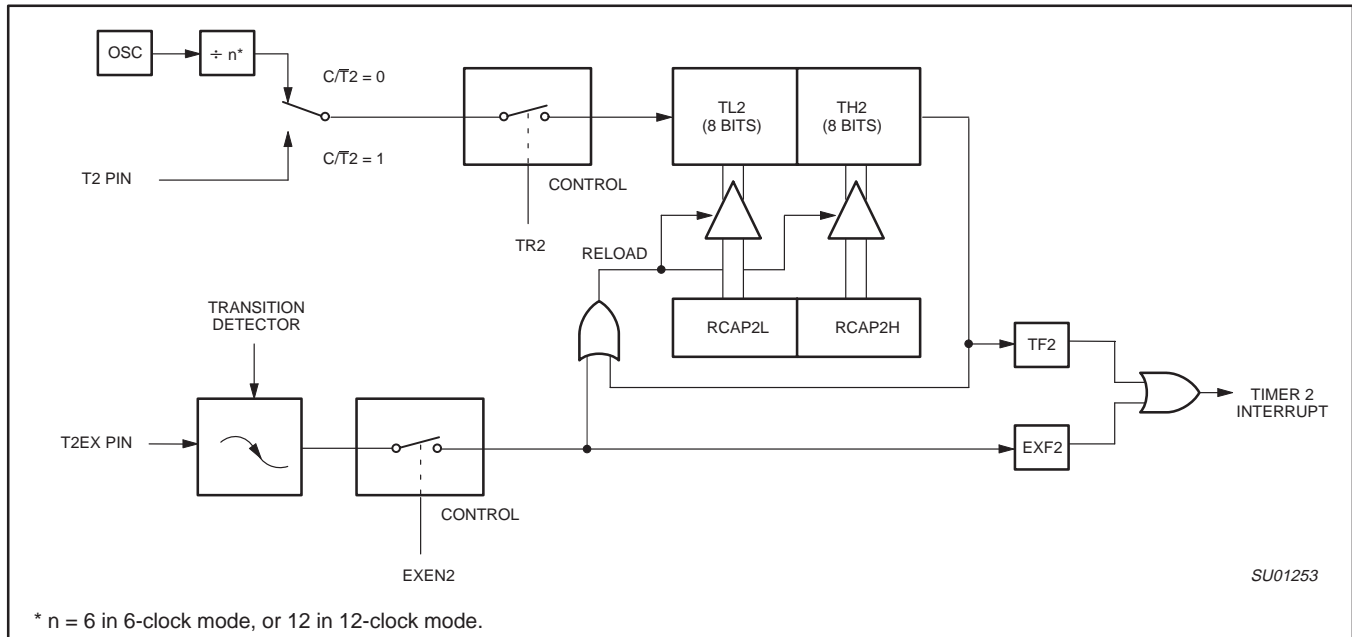 OSC
÷ n*
C/T̅2 = 0
C/T̅2 = 1
T2 PIN
CONTROL
TR2
TL2
(8 BITS)
TH2
(8 BITS)
RELOAD
RCAP2L
RCAP2H
TRANSITION
DETECTOR
T2EX PIN
CONTROL
EXEN2
TF2
EXF2
TIMER 2
INTERRUPT
SU01253
* n = 6 in 6-clock mode, or 12 in 12-clock mode.